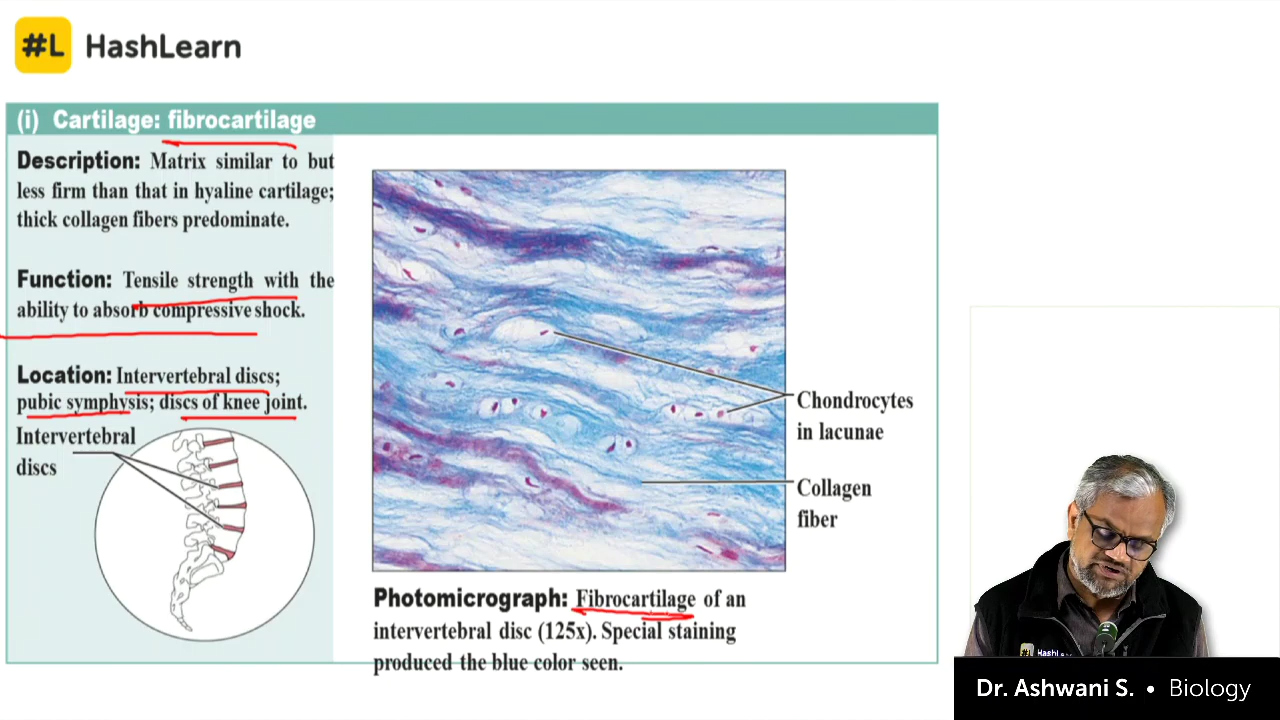 #L HashLearn
(i) Cartilage: fibrocartilage
Description: Matrix similar to but
less firm than that in hyaline cartilage;
thick collagen fibers predominate.
Function: Tensile strength with the
ability to absorb compressive shock.
Location: Intervertebral discs;
pubic symphysis; discs of knee joint.
Intervertebral
discs
Chondrocytes
in lacunae
Collagen
fiber
Photomicrograph: Fibrocartilage of an
intervertebral disc (125x). Special staining
produced the blue color seen.
#L HashLearn
Dr. Ashwani S. • Biology